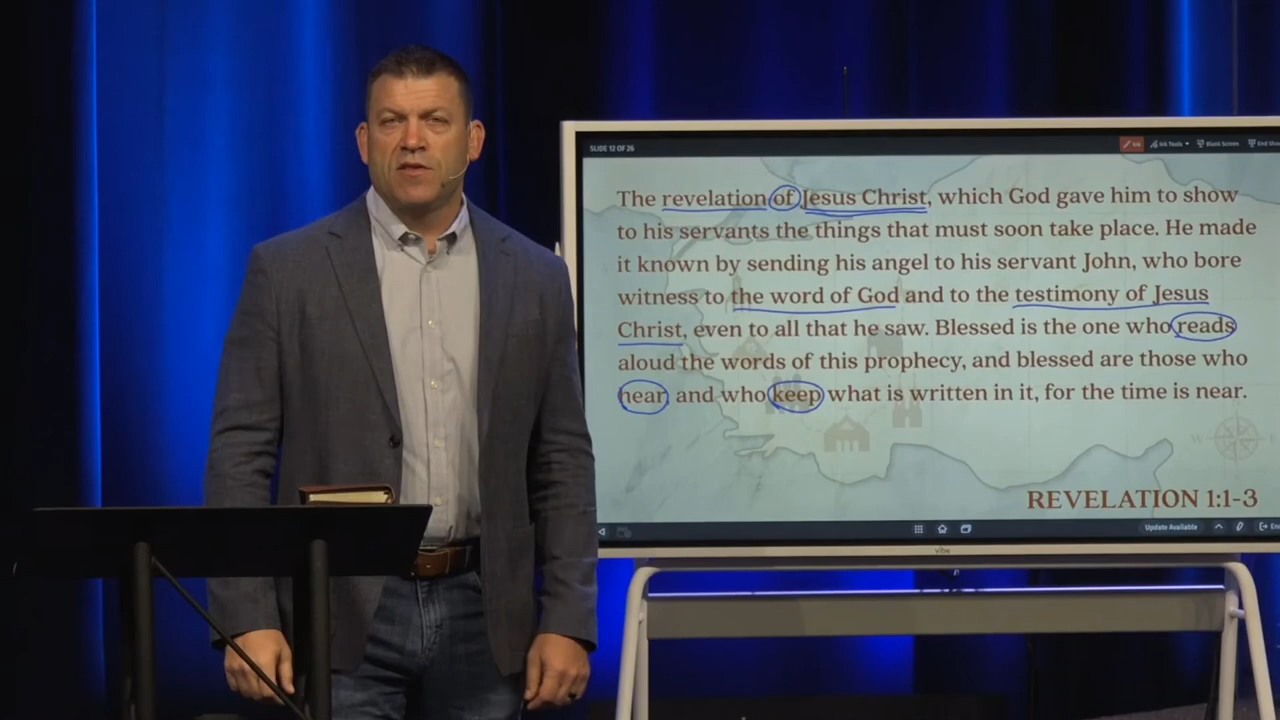 SLIDE 12 OF 26
Ink Ink Tools Blank Screen End
The revelation of Jesus Christ, which God gave him to show
to his servants the things that must soon take place. He made
it known by sending his angel to his servant John, who bore
witness to the word of God and to the testimony of Jesus
Christ, even to all that he saw. Blessed is the one who reads
aloud the words of this prophecy, and blessed are those who
hear, and who keep what is written in it, for the time is near.
W E
REVELATION 1:1-3
Update Available
vibe